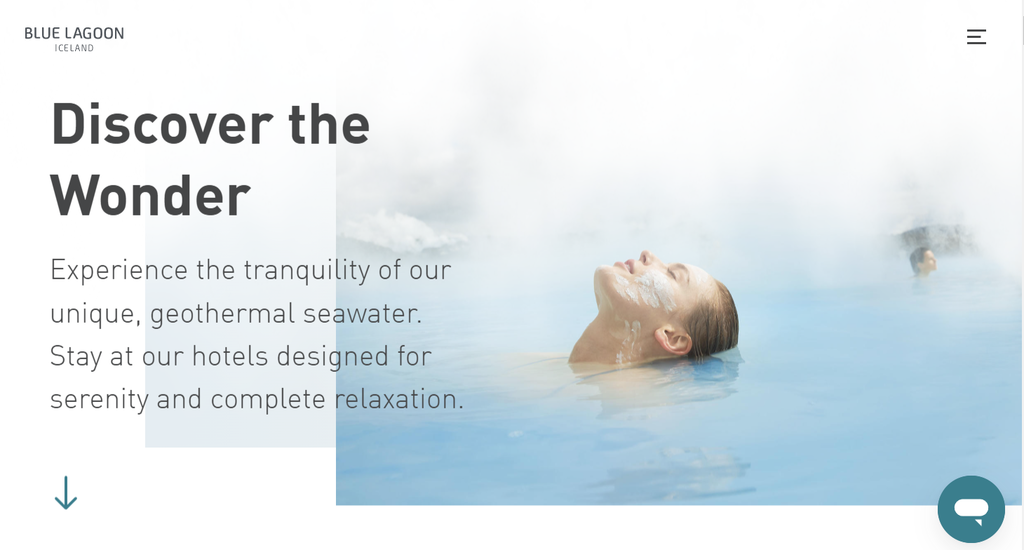 BLUE LAGOON
ICELAND
Discover the
Wonder
Experience the tranquility of our
unique, geothermal seawater.
Stay at our hotels designed for
serenity and complete relaxation.